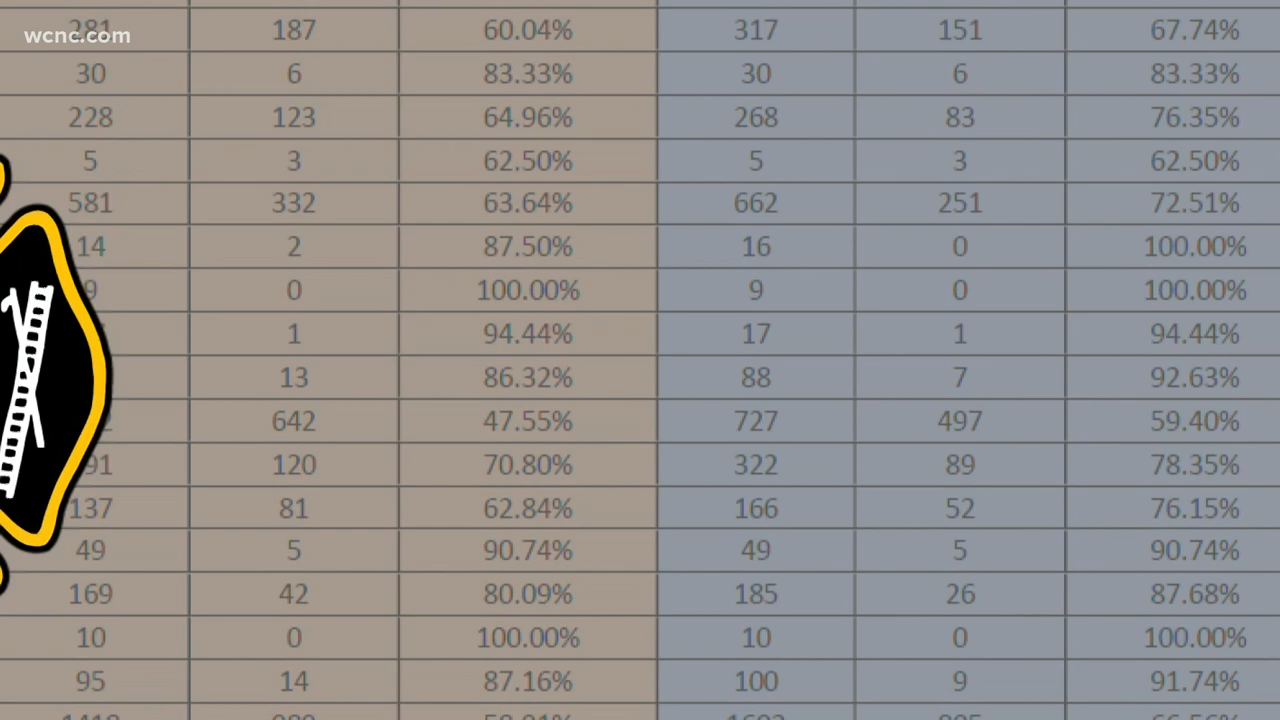 wcnc.com
281 187 60.04% 317 151 67.74%
30 6 83.33% 30 6 83.33%
228 123 64.96% 268 83 76.35%
5 3 62.50% 5 3 62.50%
581 332 63.64% 662 251 72.51%
14 2 87.50% 16 0 100.00%
9 0 100.00% 9 0 100.00%
1 94.44% 17 1 94.44%
13 86.32% 88 7 92.63%
642 47.55% 727 497 59.40%
91 120 70.80% 322 89 78.35%
137 81 62.84% 166 52 76.15%
49 5 90.74% 49 5 90.74%
169 42 80.09% 185 26 87.68%
10 0 100.00% 10 0 100.00%
95 14 87.16% 100 9 91.74%